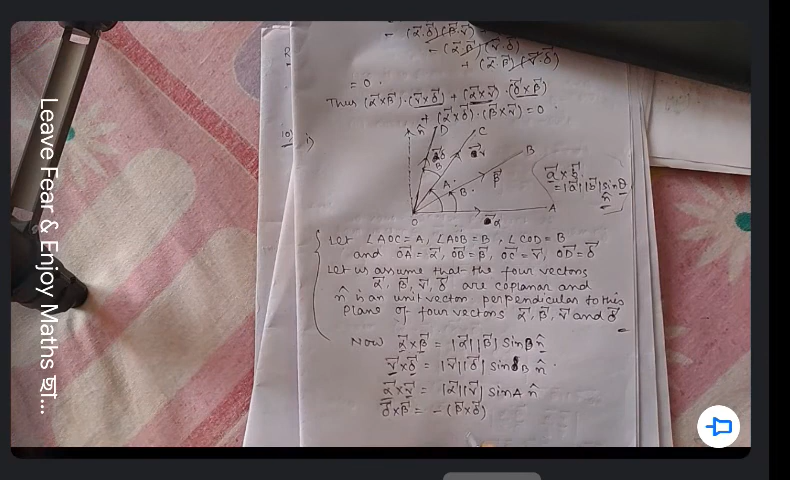 - (α⃗.δ⃗)(β⃗.γ⃗)
- (α⃗.β⃗)(γ⃗.δ⃗)
+ (α⃗.β⃗)(γ⃗.δ⃗)
= 0.
Thus (α⃗×β⃗).(γ⃗×δ⃗) + (α⃗×γ⃗).(δ⃗×β⃗)
+ (α⃗×δ⃗).(β⃗×γ⃗) = 0
ii)
n̂ D C
δ⃗ γ⃗ B
B
A B β⃗
a⃗×b⃗
= |a⃗||b⃗| sinθ
n̂
O α⃗ A
Let ∠AOC = A, ∠AOB = B, ∠COD = B
and OA⃗ = α⃗, OB⃗ = β⃗, OC⃗ = γ⃗, OD⃗ = δ⃗
Let us assume that the four vectors
α⃗, β⃗, γ⃗, δ⃗ are coplanar and
n̂ is an unit vector perpendicular to this
plane of four vectors α⃗, β⃗, γ⃗ and δ⃗
Now α⃗×β⃗ = |α⃗||β⃗| sinB n̂
γ⃗×δ⃗ = |γ⃗||δ⃗| sinB n̂.
α⃗×γ⃗ = |α⃗||γ⃗| sinA n̂
δ⃗×β⃗ = -(β⃗×δ⃗)
Leave Fear & Enjoy Maths ছা...